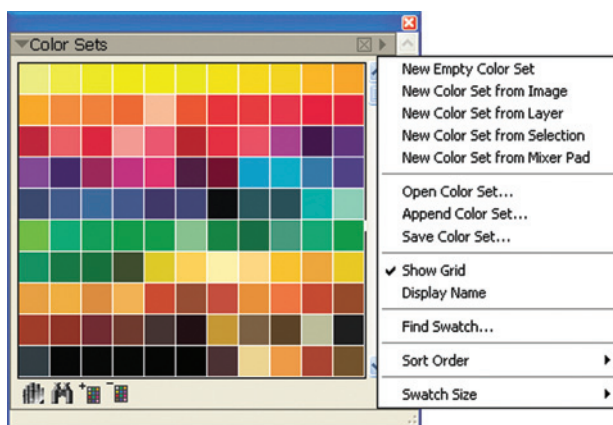 Color Sets
New Empty Color Set
New Color Set from Image
New Color Set from Layer
New Color Set from Selection
New Color Set from Mixer Pad
Open Color Set...
Append Color Set...
Save Color Set...
Show Grid
Display Name
Find Swatch...
Sort Order
Swatch Size